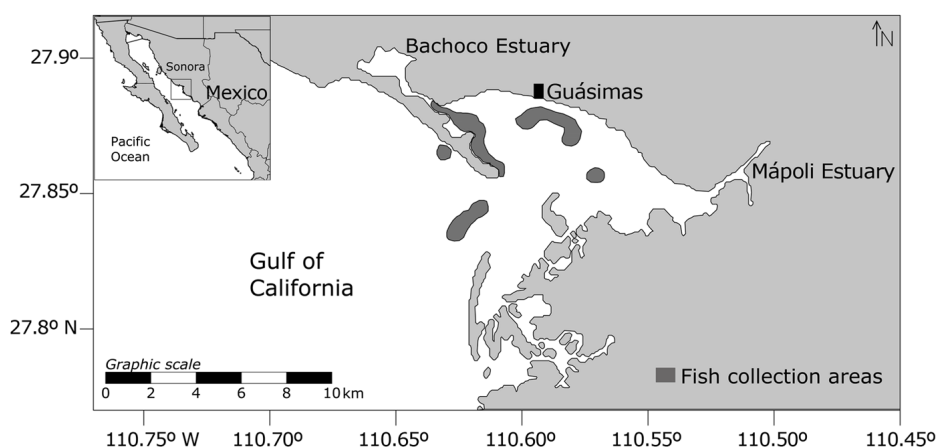 N
Bachoco Estuary
27.9º
Sonora
Mexico
Guásimas
Pacific
Ocean
Mápoli Estuary
27.85º
Gulf of
California
27.8º N
Graphic scale
0 2 4 6 8 10 km
Fish collection areas
110.75º W 110.70º 110.65º 110.60º 110.55º 110.50º 110.45º